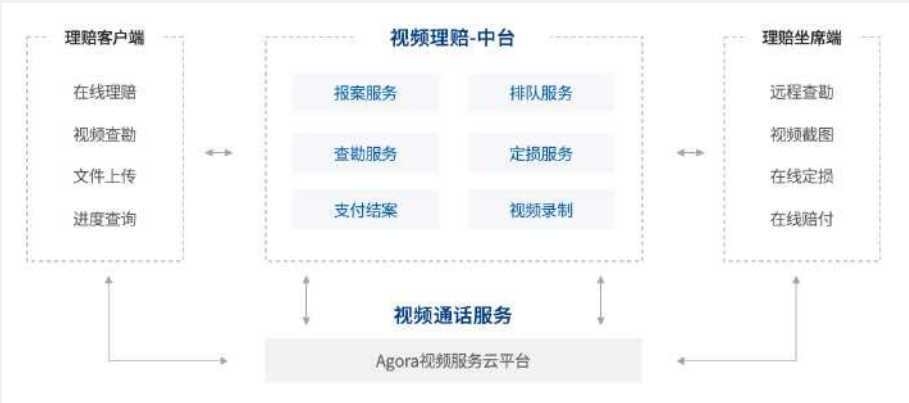 理赔客户端
在线理赔
视频查勘
文件上传
进度查询
视频理赔-中台
报案服务
排队服务
查勘服务
定损服务
支付结案
视频录制
理赔坐席端
远程查勘
视频截图
在线定损
在线赔付
视频通话服务
Agora视频服务云平台